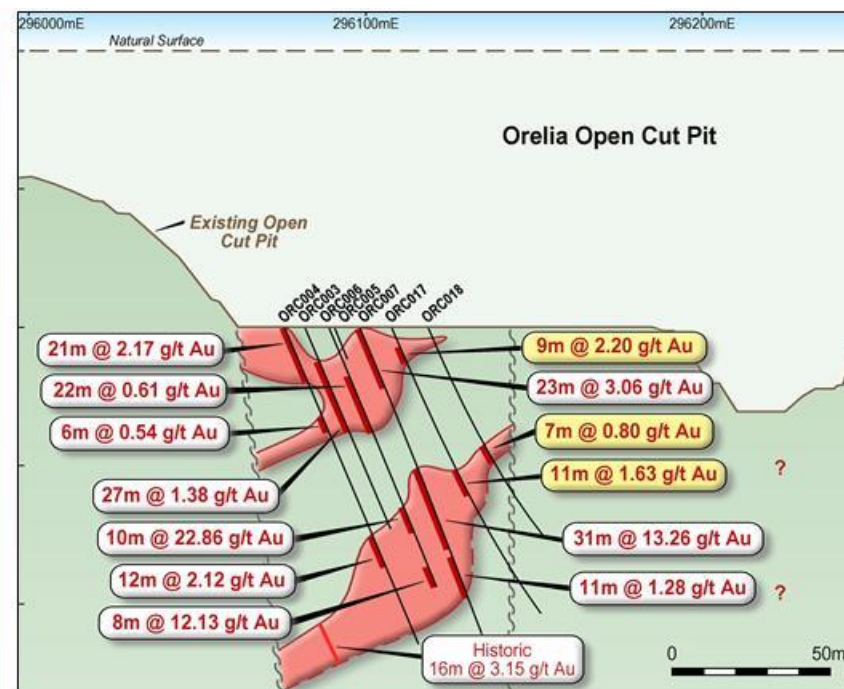 296000mE
296100mE
296200mE
Natural Surface
Orelia Open Cut Pit
Existing Open
Cut Pit
ORC004
ORC003
ORC006
ORC005
ORC007
ORC017
ORC018
21m @ 2.17 g/t Au
9m @ 2.20 g/t Au
22m @ 0.61 g/t Au
23m @ 3.06 g/t Au
6m @ 0.54 g/t Au
7m @ 0.80 g/t Au
27m @ 1.38 g/t Au
11m @ 1.63 g/t Au
?
10m @ 22.86 g/t Au
31m @ 13.26 g/t Au
12m @ 2.12 g/t Au
11m @ 1.28 g/t Au
?
8m @ 12.13 g/t Au
Historic
16m @ 3.15 g/t Au
0
50m